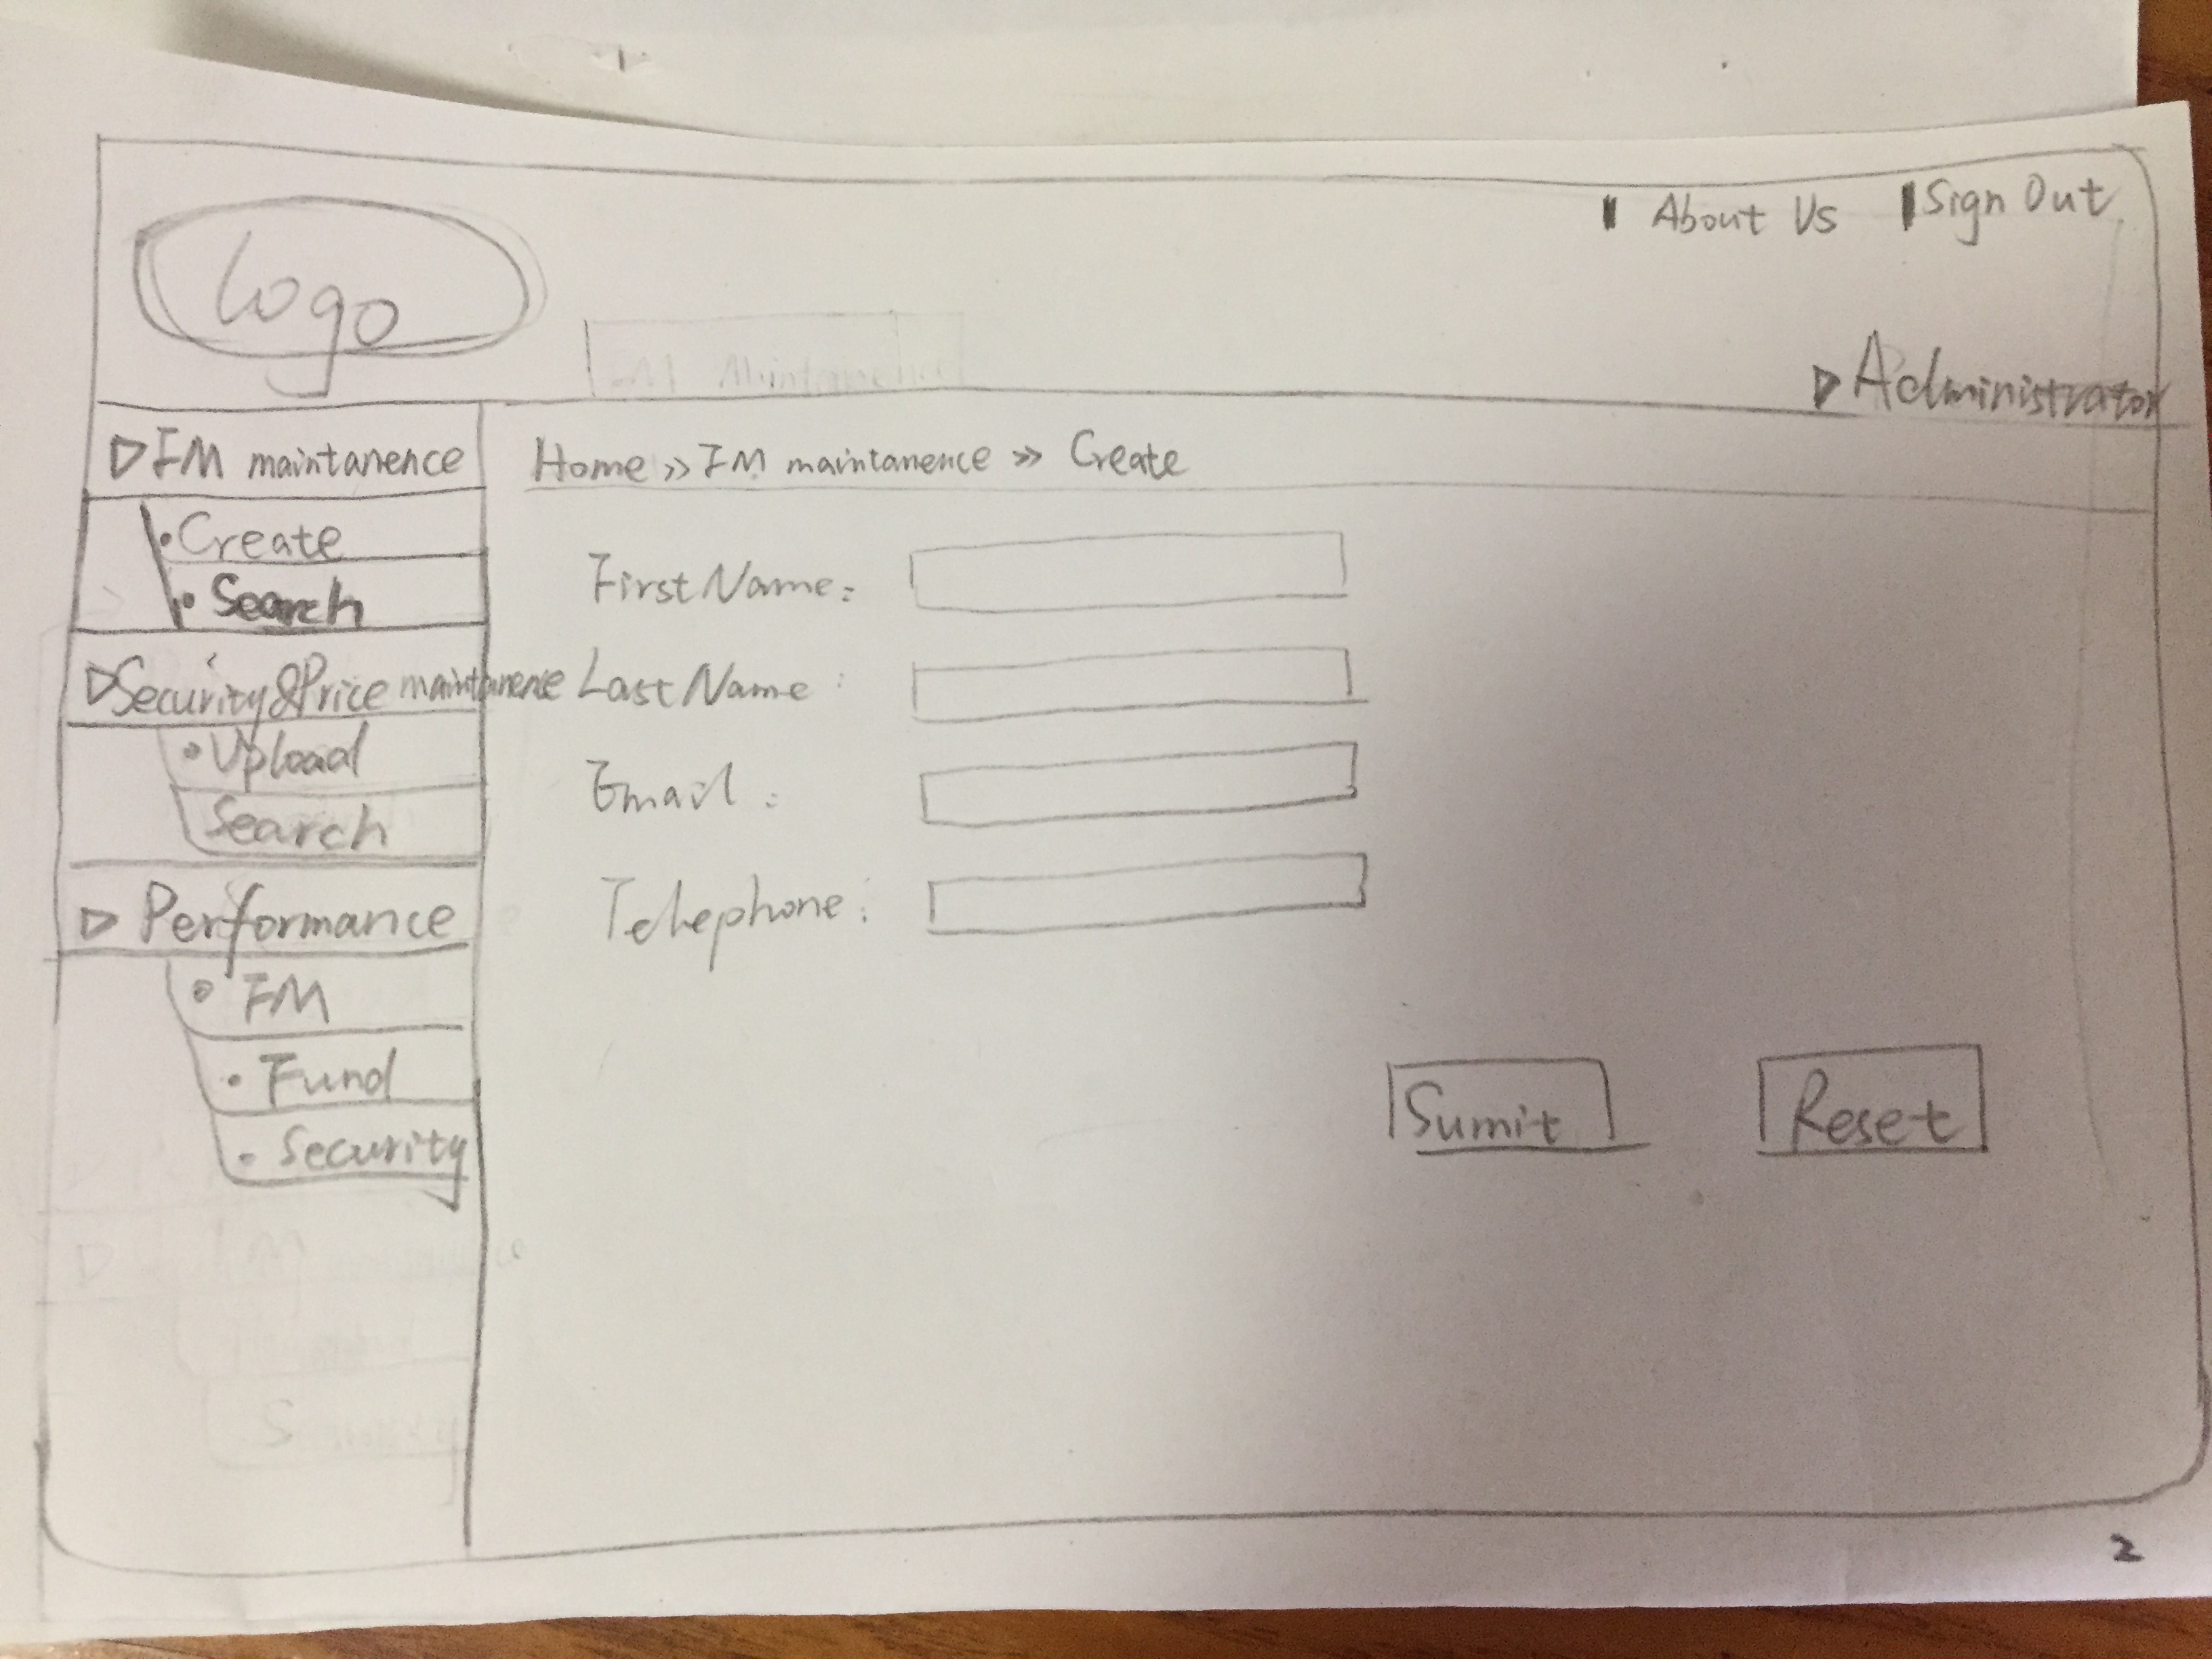 About Us Sign Out
Logo
Administrator
FM maintanence
Home >> FM maintanence >> Create
• Create
• Search
Security&Price maintanence
• Upload
Search
Performance
• FM
• Fund
• Security
First Name:
Last Name:
Email:
Telephone:
Sumit
Reset
2